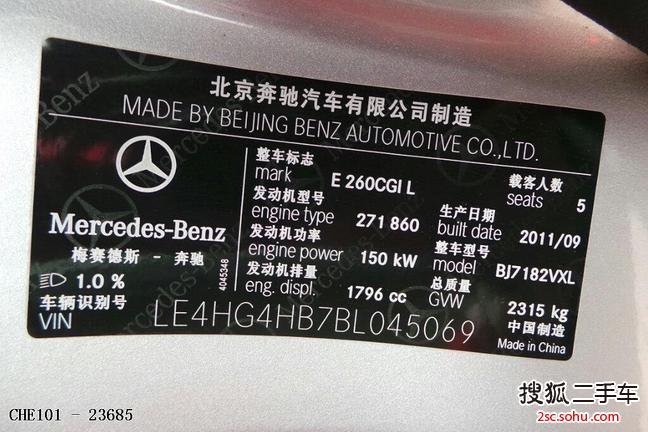 北京奔驰汽车有限公司制造
MADE BY BEIJING BENZ AUTOMOTIVE CO.,LTD.
Mercedes-Benz
梅赛德斯 - 奔驰
1.0 %
4045348
整车标志
mark E 260CGI L
载客人数
seats 5
发动机型号
engine type 271 860
生产日期
built date 2011/09
发动机功率
engine power 150 kW
整车型号
model BJ7182VXL
发动机排量
eng. displ. 1796 cc
总质量
GVW 2315 kg
车辆识别号
VIN LE4HG4HB7BL045069
中国制造
Made in China
CHE101 - 23685
搜狐二手车
2sc.sohu.com